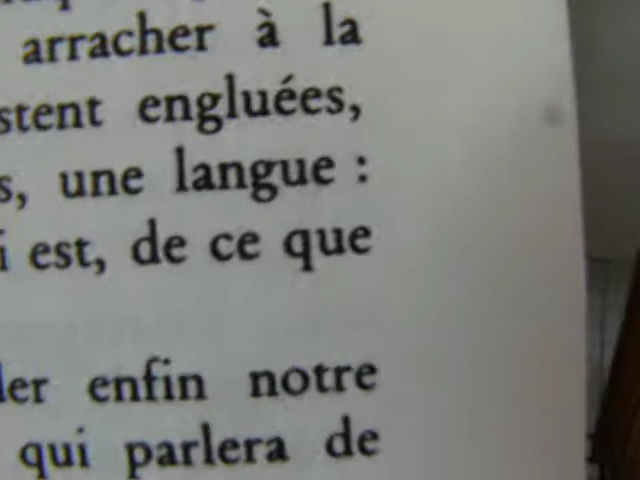 arracher à la
stent engluées,
s, une langue :
i est, de ce que
ler enfin notre
qui parlera de